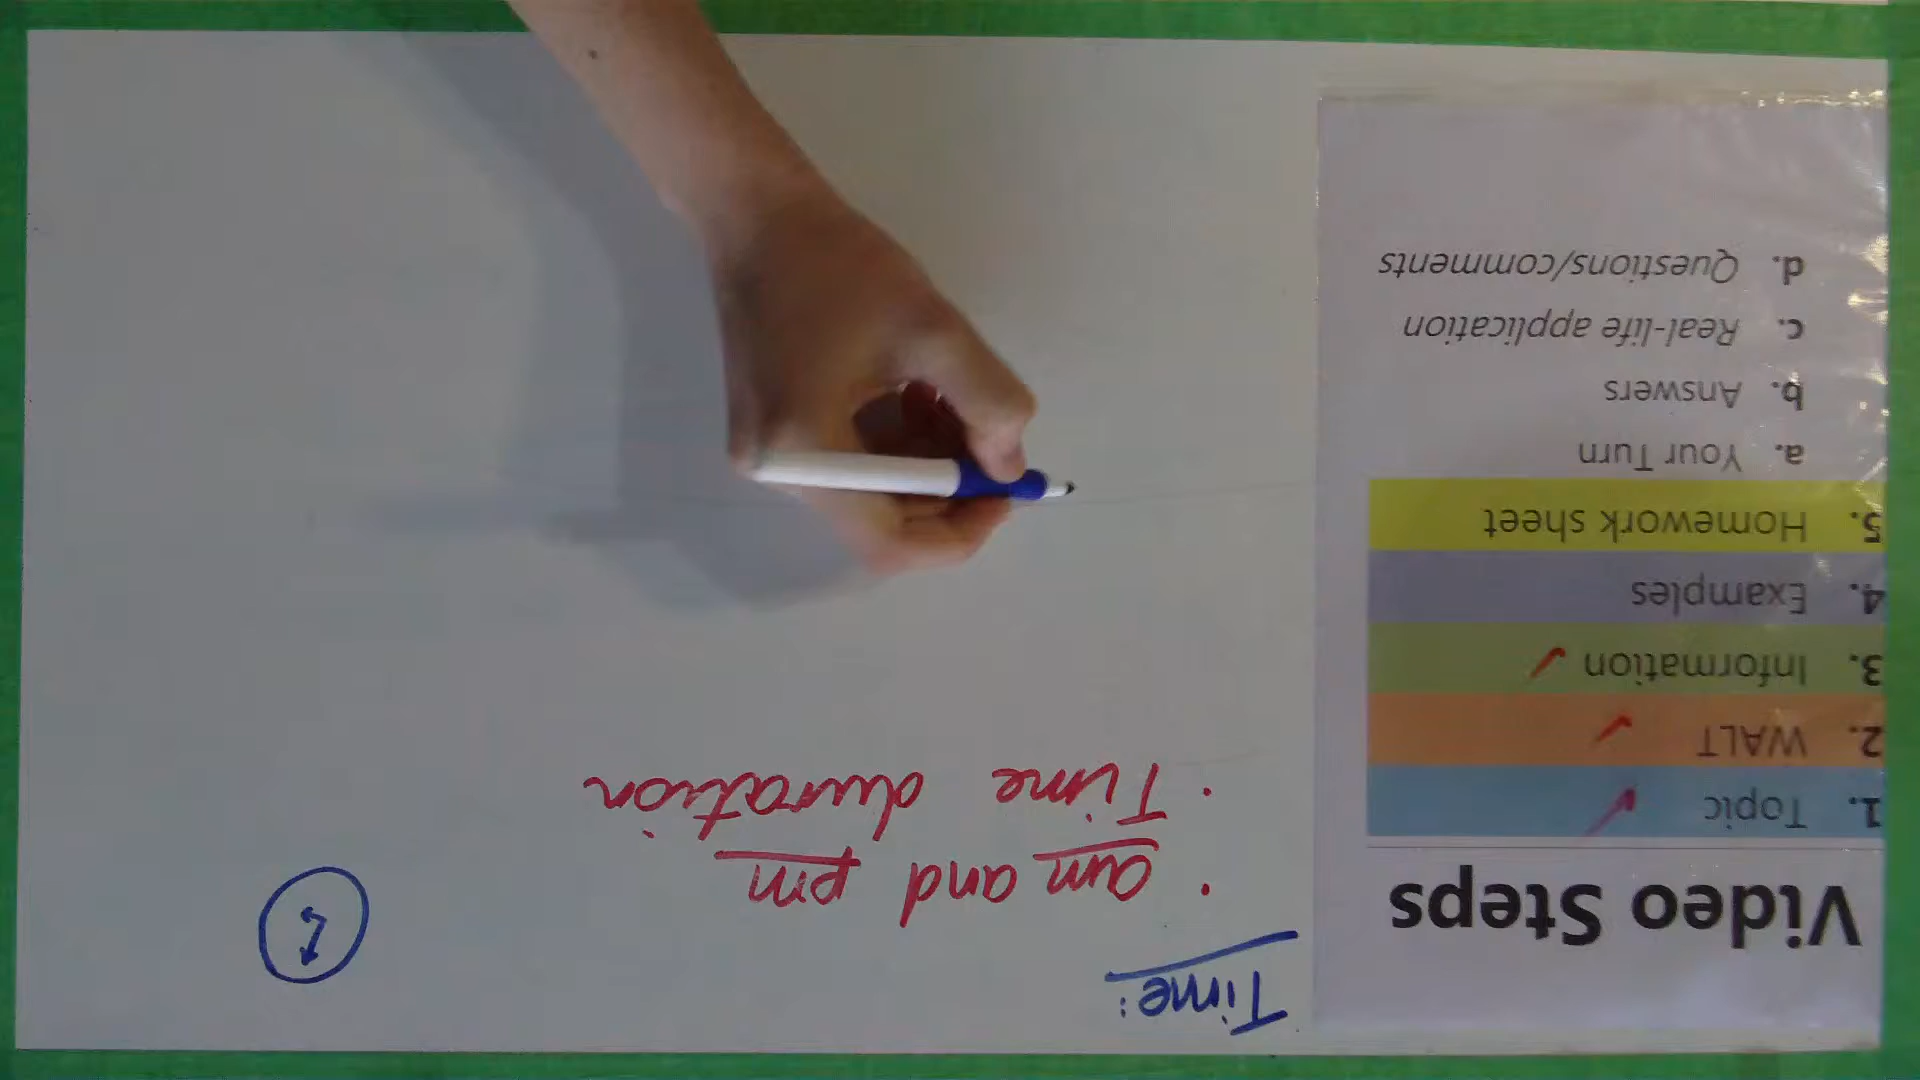 Video Steps
1. Topic ✓
2. WALT ✓
3. Information ✓
4. Examples
5. Homework sheet
a. Your Turn
b. Answers
c. Real-life application
d. Questions/comments
Time:
· am and pm
· Time duration